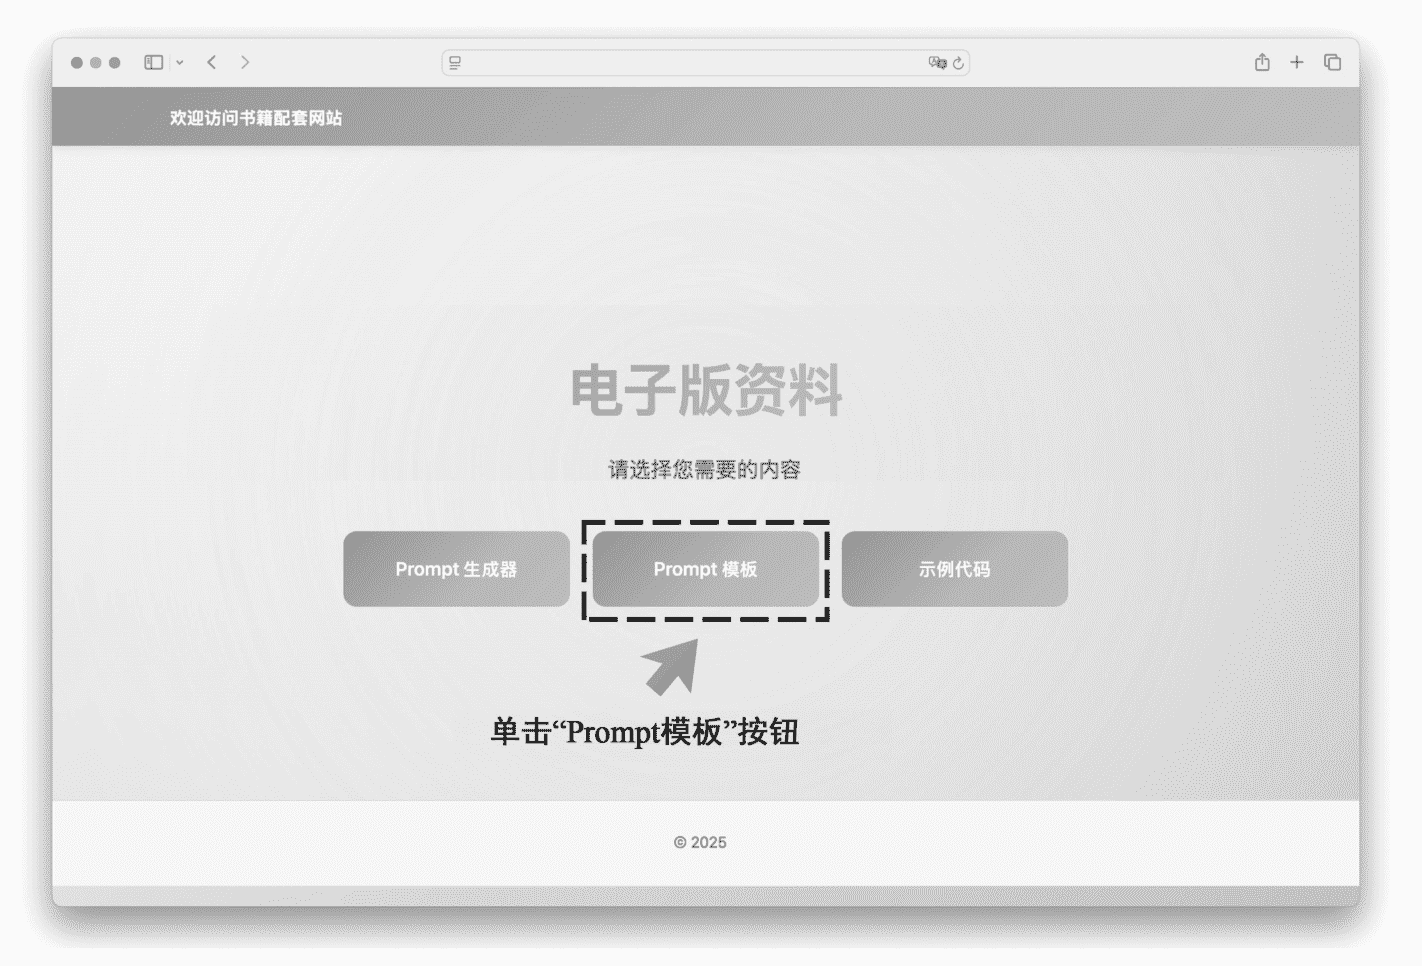 欢迎访问书籍配套网站
电子版资料
请选择您需要的内容
Prompt 生成器
Prompt 模板
示例代码
单击“Prompt模板”按钮
© 2025